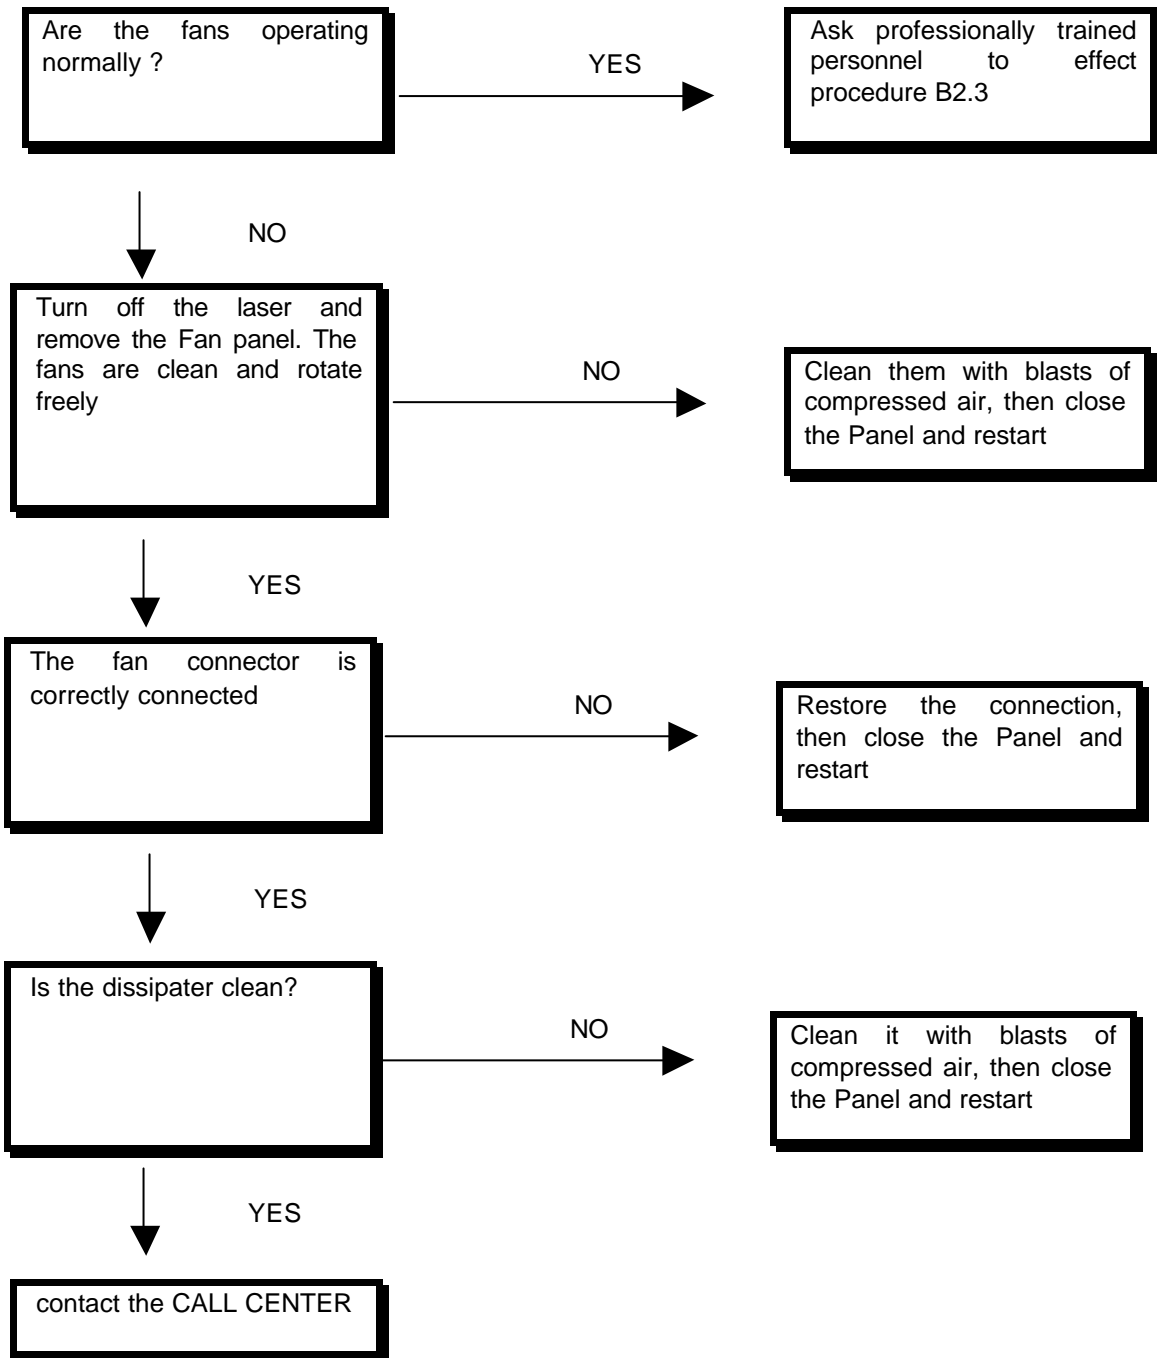 Are the fans operating
normally ?
YES
Ask professionally trained
personnel to effect
procedure B2.3
NO
Turn off the laser and
remove the Fan panel. The
fans are clean and rotate
freely
NO
Clean them with blasts of
compressed air, then close
the Panel and restart
YES
The fan connector is
correctly connected
NO
Restore the connection,
then close the Panel and
restart
YES
Is the dissipater clean?
NO
Clean it with blasts of
compressed air, then close
the Panel and restart
YES
contact the CALL CENTER